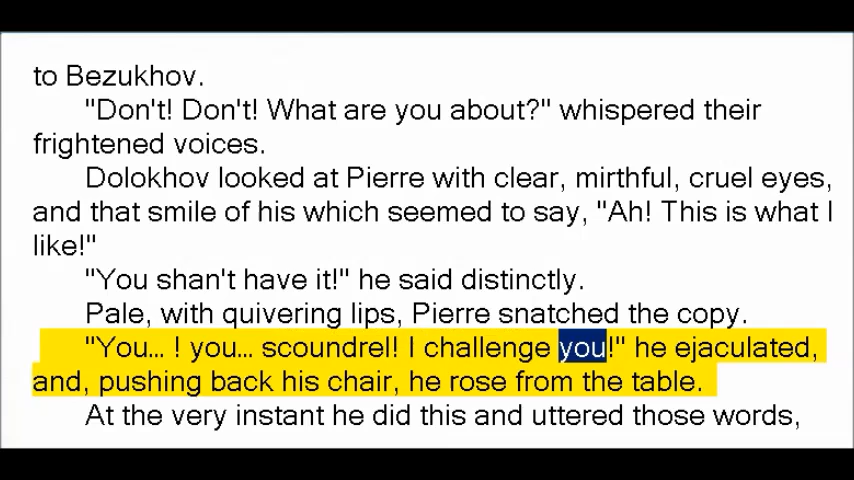 to Bezukhov.
"Don't! Don't! What are you about?" whispered their
frightened voices.
Dolokhov looked at Pierre with clear, mirthful, cruel eyes,
and that smile of his which seemed to say, "Ah! This is what I
like!"
"You shan't have it!" he said distinctly.
Pale, with quivering lips, Pierre snatched the copy.
"You... ! you... scoundrel! I challenge you!" he ejaculated,
and, pushing back his chair, he rose from the table.
At the very instant he did this and uttered those words,